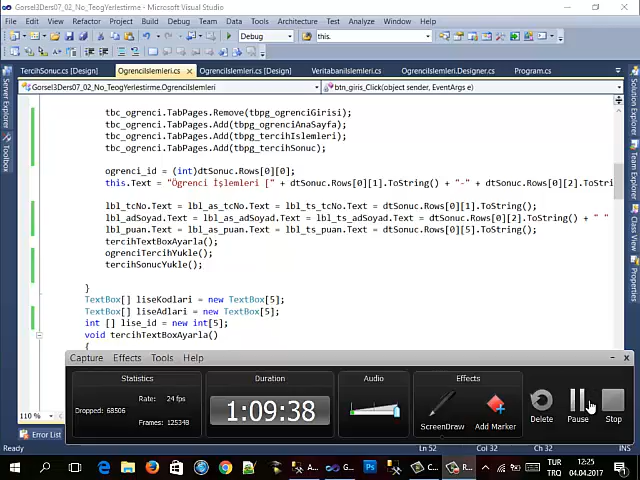 Gorsel3Ders07_02_No_TeogYerlestirme - Microsoft Visual Studio
File Edit View Refactor Project Build Debug Team Data Tools Architecture Test Analyze Window Help
Debug this.
TercihSonuc.cs [Design] OgrenciIslemleri.cs × OgrenciIslemleri.cs [Design] VeritabaniIslemleri.cs OgrenciIslemleri.Designer.cs Program.cs
Gorsel3Ders07_02_No_TeogYerlestirme.OgrenciIslemleri btn_giris_Click(object sender, EventArgs e)
Server Explorer
Toolbox
Solution Explorer
Team Explorer
Class View
Properties
tbc_ogrenci.TabPages.Remove(tbpg_ogrenciGirisi);
tbc_ogrenci.TabPages.Add(tbpg_ogrenciAnaSayfa);
tbc_ogrenci.TabPages.Add(tbpg_tercihIslemleri);
tbc_ogrenci.TabPages.Add(tbpg_tercihSonuc);
ogrenci_id = (int)dtSonuc.Rows[0][0];
this.Text = "Ögrenci İşlemleri [" + dtSonuc.Rows[0][1].ToString() + "-" + dtSonuc.Rows[0][2].ToStri
lbl_tcNo.Text = lbl_as_tcNo.Text = lbl_ts_tcNo.Text = dtSonuc.Rows[0][1].ToString();
lbl_adSoyad.Text = lbl_as_adSoyad.Text = lbl_ts_adSoyad.Text = dtSonuc.Rows[0][2].ToString() + " "
lbl_puan.Text = lbl_as_puan.Text = lbl_ts_puan.Text = dtSonuc.Rows[0][5].ToString();
tercihTextBoxAyarla();
ogrenciTercihYukle();
tercihSonucYukle();
}
TextBox[] liseKodlari = new TextBox[5];
TextBox[] liseAdlari = new TextBox[5];
int [] lise_id = new int[5];
void tercihTextBoxAyarla()
{
Capture Effects Tools Help
Statistics
Dropped: 68506
Rate: 24 fps
Frames: 125348
Duration
1:09:38
Audio
Effects
ScreenDraw Add Marker
Delete Pause Stop
110 %
Error List
Ready Ln 52 Col 32 Ch 32
A... G... C... R...
TUR
TRQ
12:25
04.04.2017